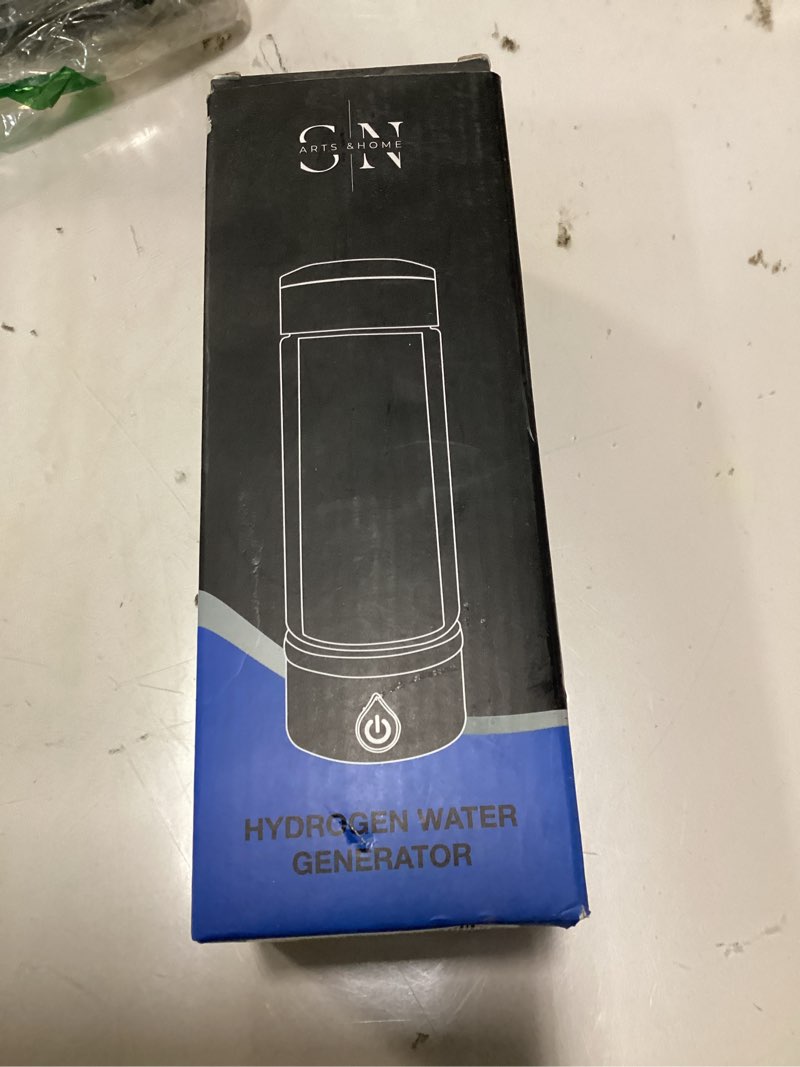 SN
ARTS & HOME
HYDROGEN WATER
GENERATOR